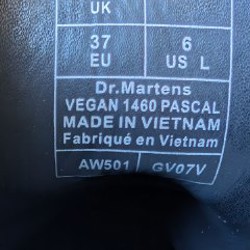 UK
37 6
EU US L
Dr.Martens
VEGAN 1460 PASCAL
MADE IN VIETNAM
Fabriqué en Vietnam
AW501 GV07V